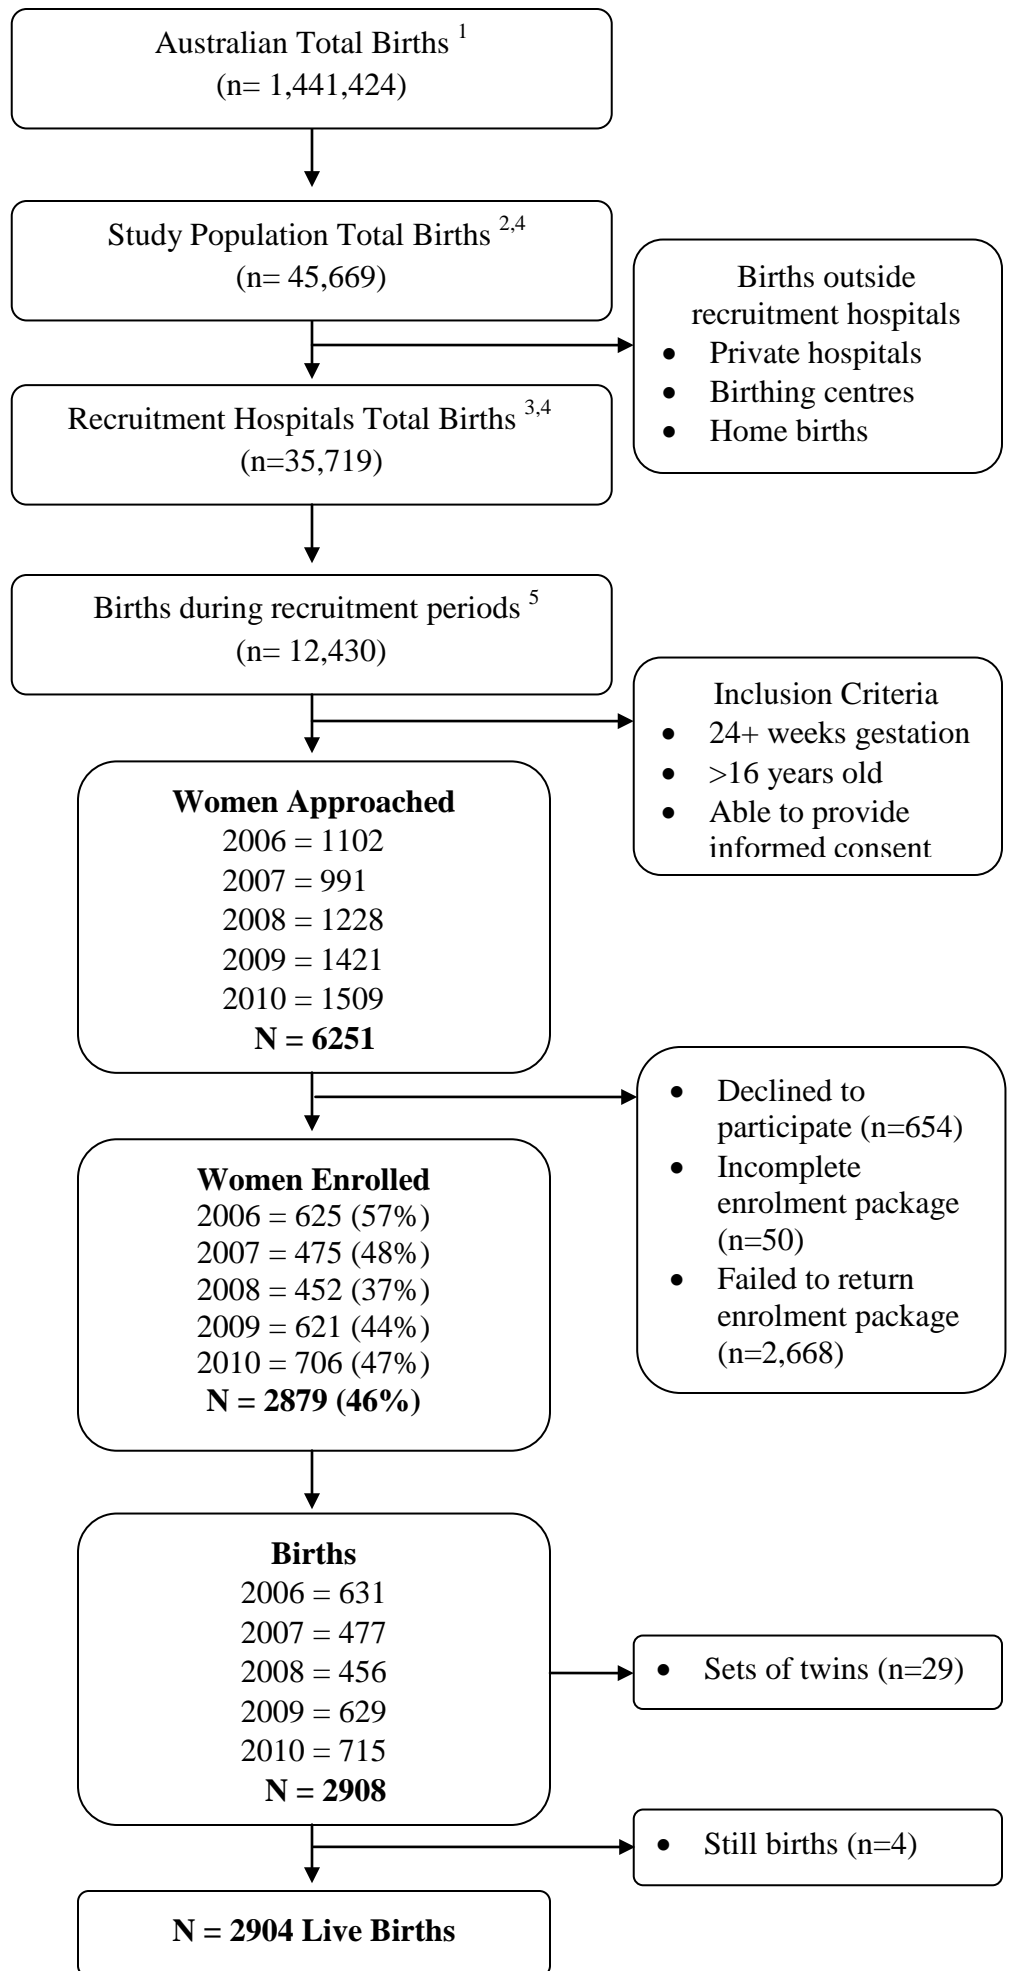 Australian Total Births 1
(n= 1,441,424)
Study Population Total Births 2,4
(n= 45,669)
Births outside
recruitment hospitals
• Private hospitals
• Birthing centres
• Home births
Recruitment Hospitals Total Births 3,4
(n=35,719)
Births during recruitment periods 5
(n= 12,430)
Inclusion Criteria
• 24+ weeks gestation
• >16 years old
• Able to provide
informed consent
Women Approached
2006 = 1102
2007 = 991
2008 = 1228
2009 = 1421
2010 = 1509
N = 6251
• Declined to
participate (n=654)
• Incomplete
enrolment package
(n=50)
• Failed to return
enrolment package
(n=2,668)
Women Enrolled
2006 = 625 (57%)
2007 = 475 (48%)
2008 = 452 (37%)
2009 = 621 (44%)
2010 = 706 (47%)
N = 2879 (46%)
Births
2006 = 631
2007 = 477
2008 = 456
2009 = 629
2010 = 715
N = 2908
• Sets of twins (n=29)
• Still births (n=4)
N = 2904 Live Births